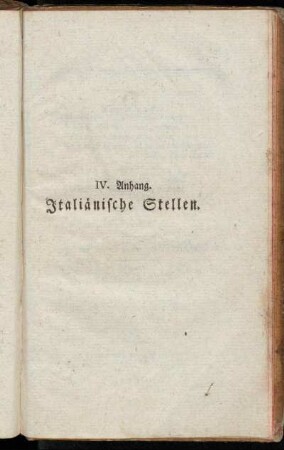 IV. Anhang.
Italiänische Stellen.